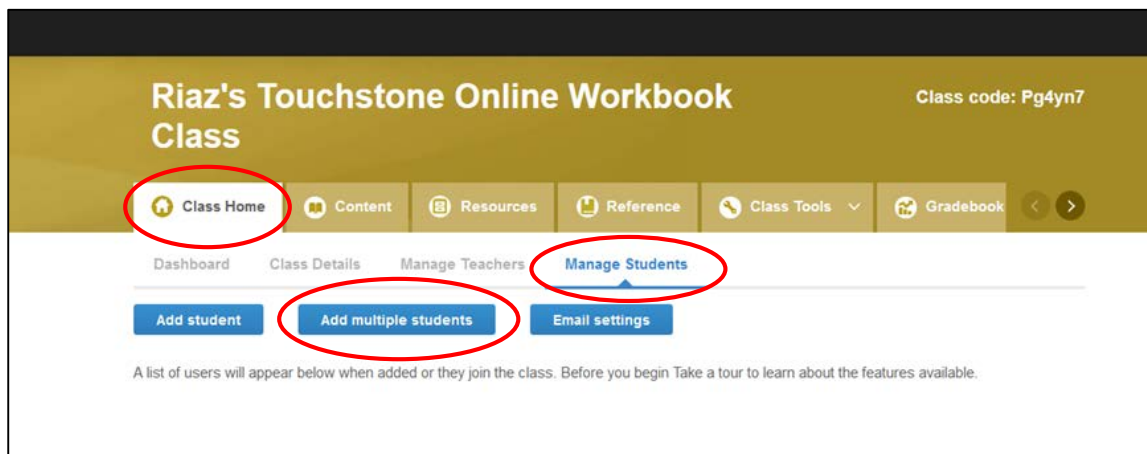 Riaz's Touchstone Online Workbook
Class
Class code: Pg4yn7
Class Home Content Resources Reference Class Tools Gradebook
Dashboard Class Details Manage Teachers Manage Students
Add student Add multiple students Email settings
A list of users will appear below when added or they join the class. Before you begin Take a tour to learn about the features available.